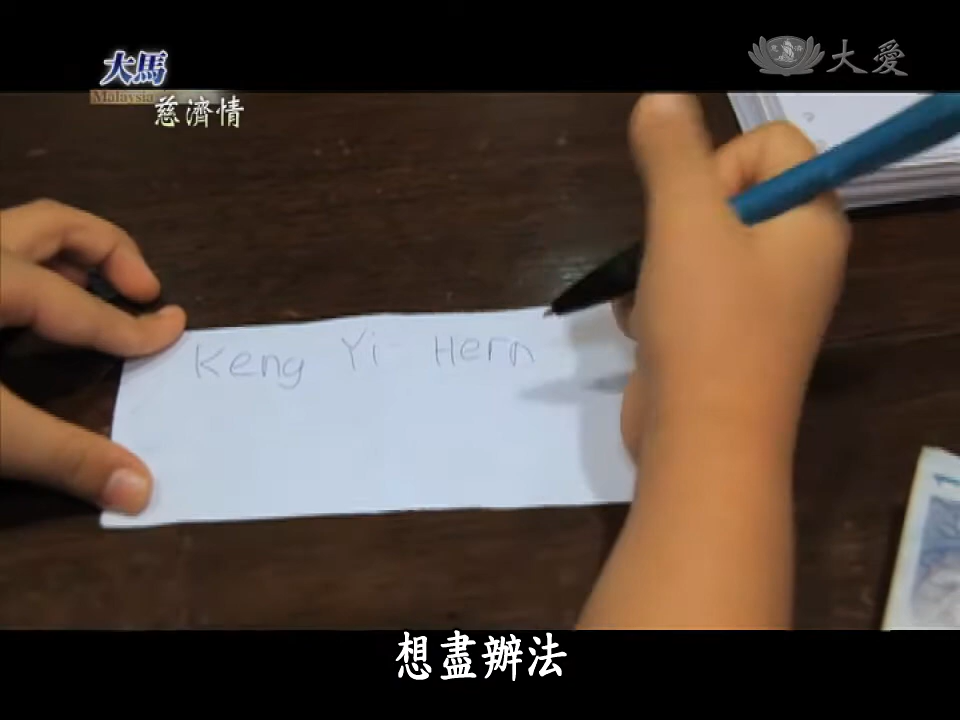 大馬
Malaysia
慈濟情
大愛
Keng Yi Hern
想盡辦法